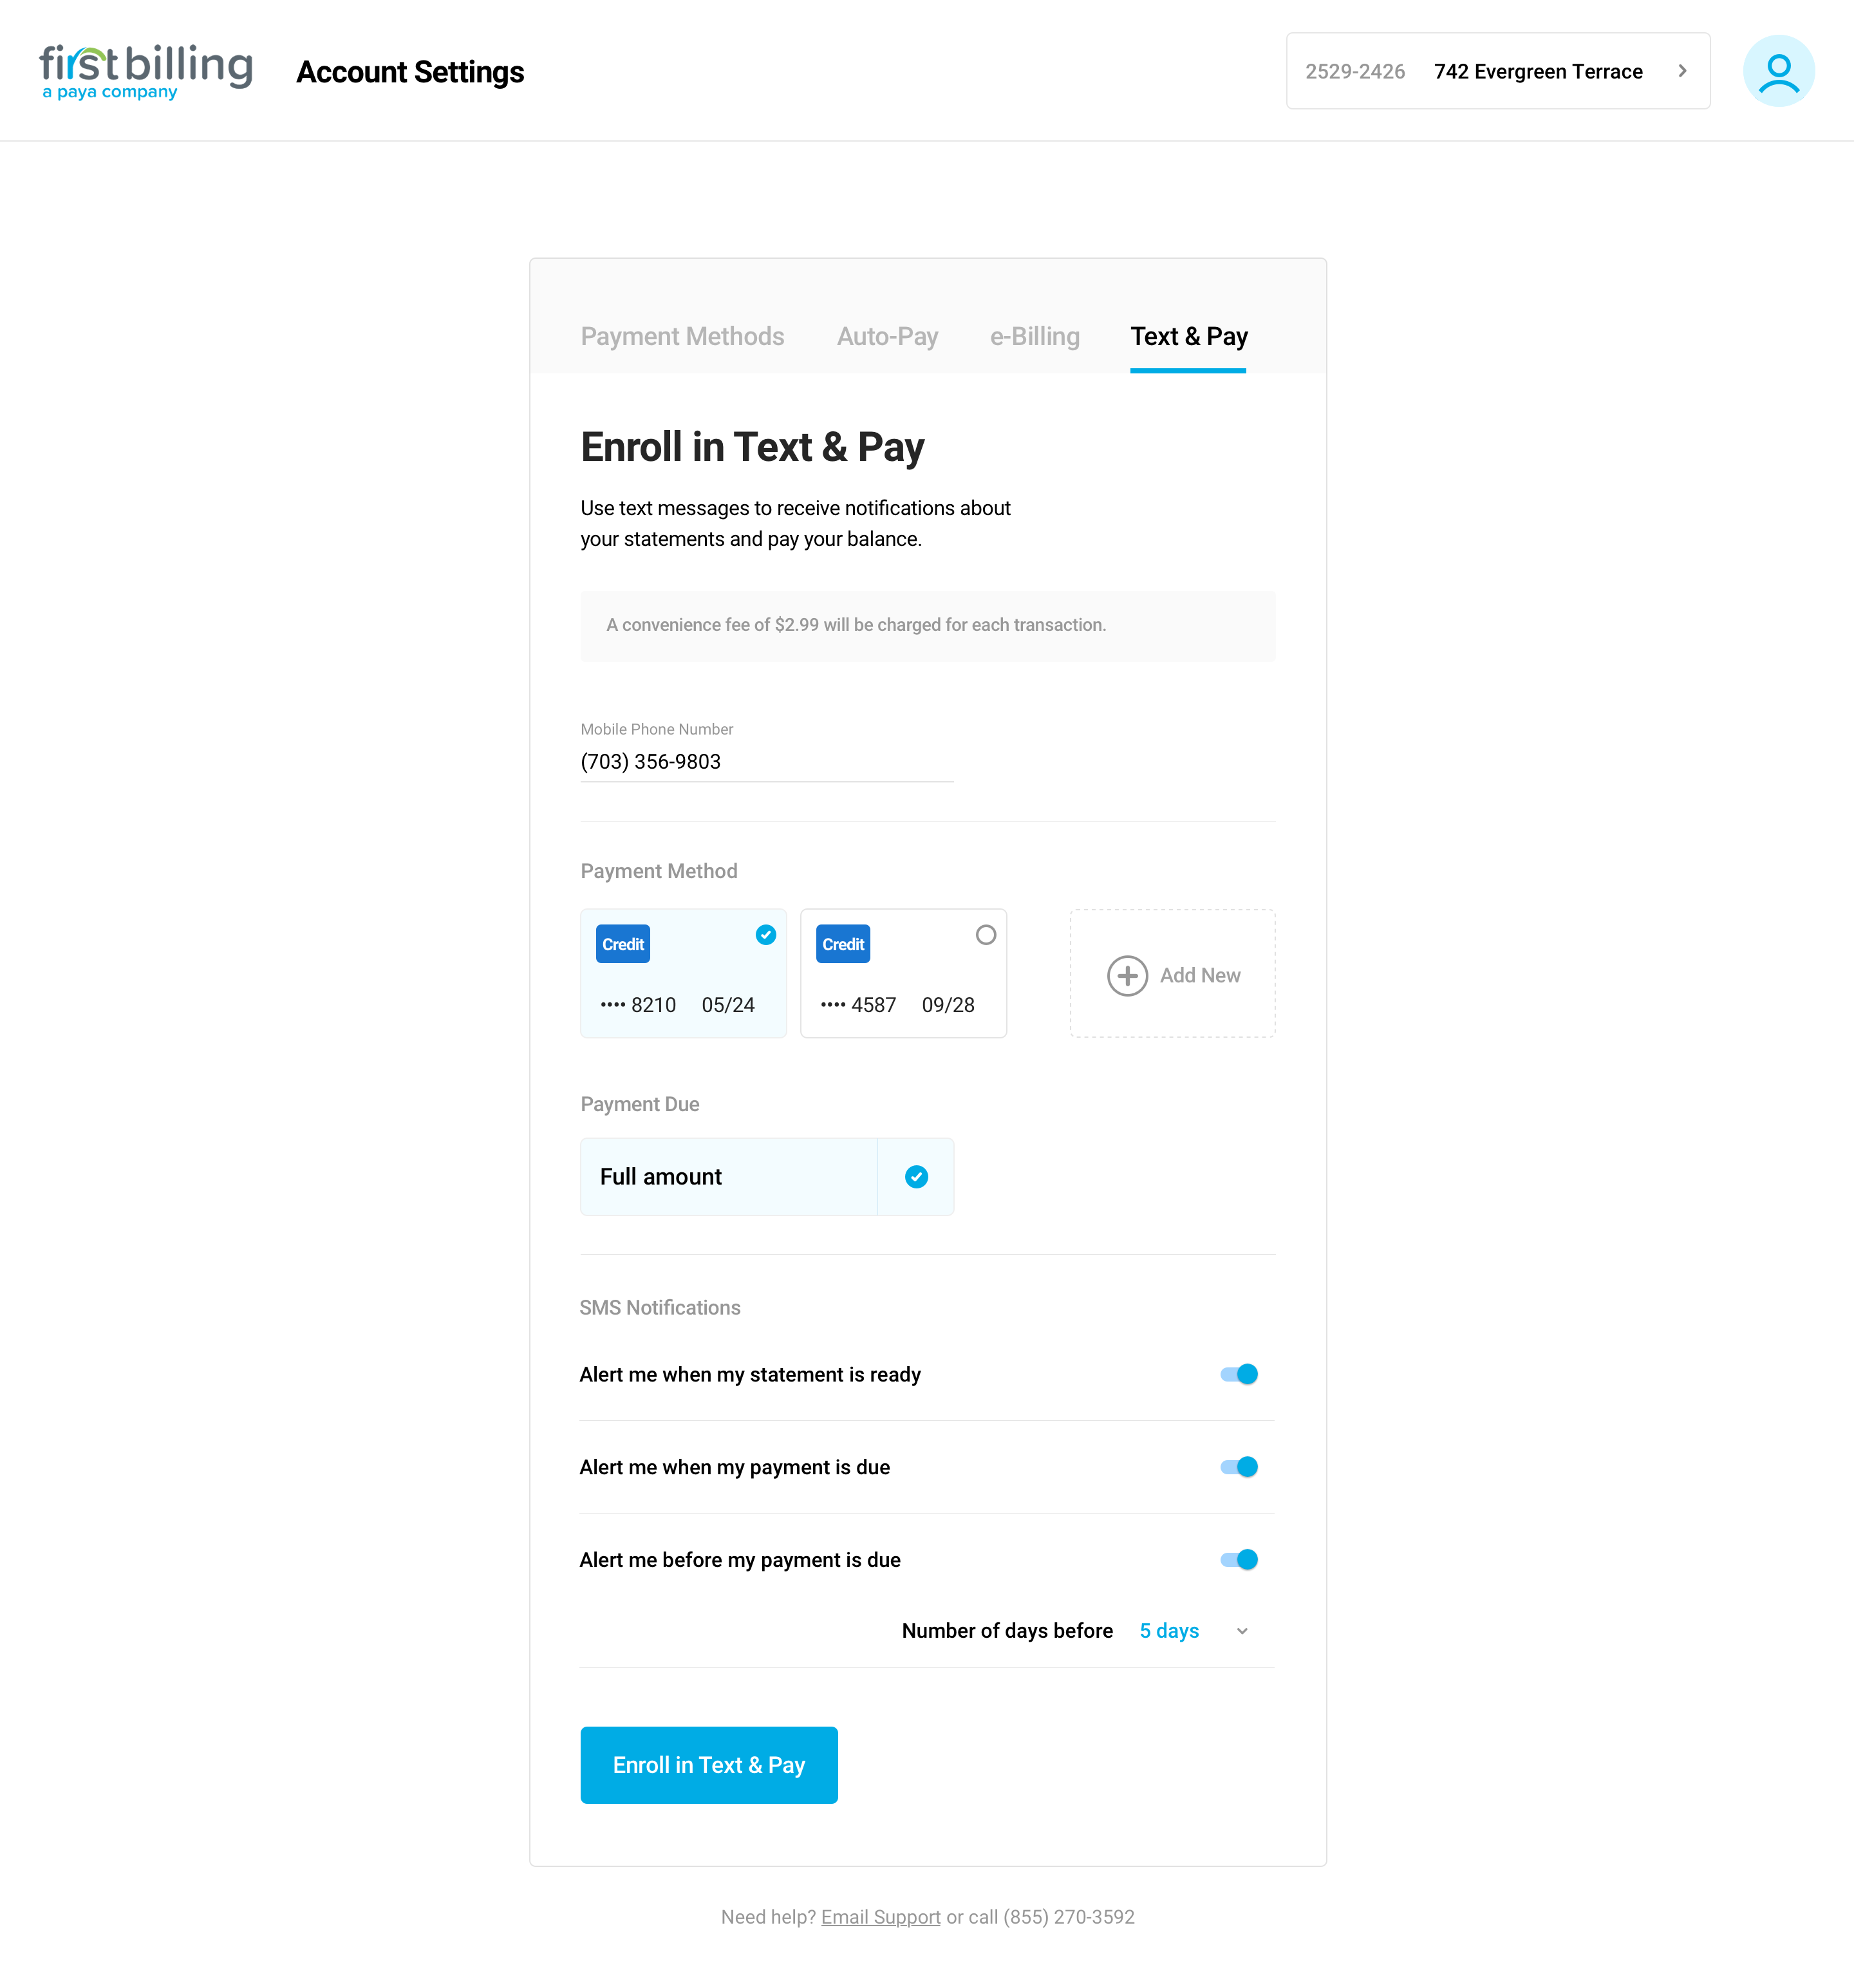 firstbilling
a paya company
Account Settings
2529-2426 742 Evergreen Terrace
Payment Methods Auto-Pay e-Billing Text & Pay
Enroll in Text & Pay
Use text messages to receive notifications about
your statements and pay your balance.
A convenience fee of $2.99 will be charged for each transaction.
Mobile Phone Number
(703) 356-9803
Payment Method
Credit
•••• 8210 05/24
Credit
•••• 4587 09/28
Add New
Payment Due
Full amount
SMS Notifications
Alert me when my statement is ready
Alert me when my payment is due
Alert me before my payment is due
Number of days before 5 days
Enroll in Text & Pay
Need help? Email Support or call (855) 270-3592